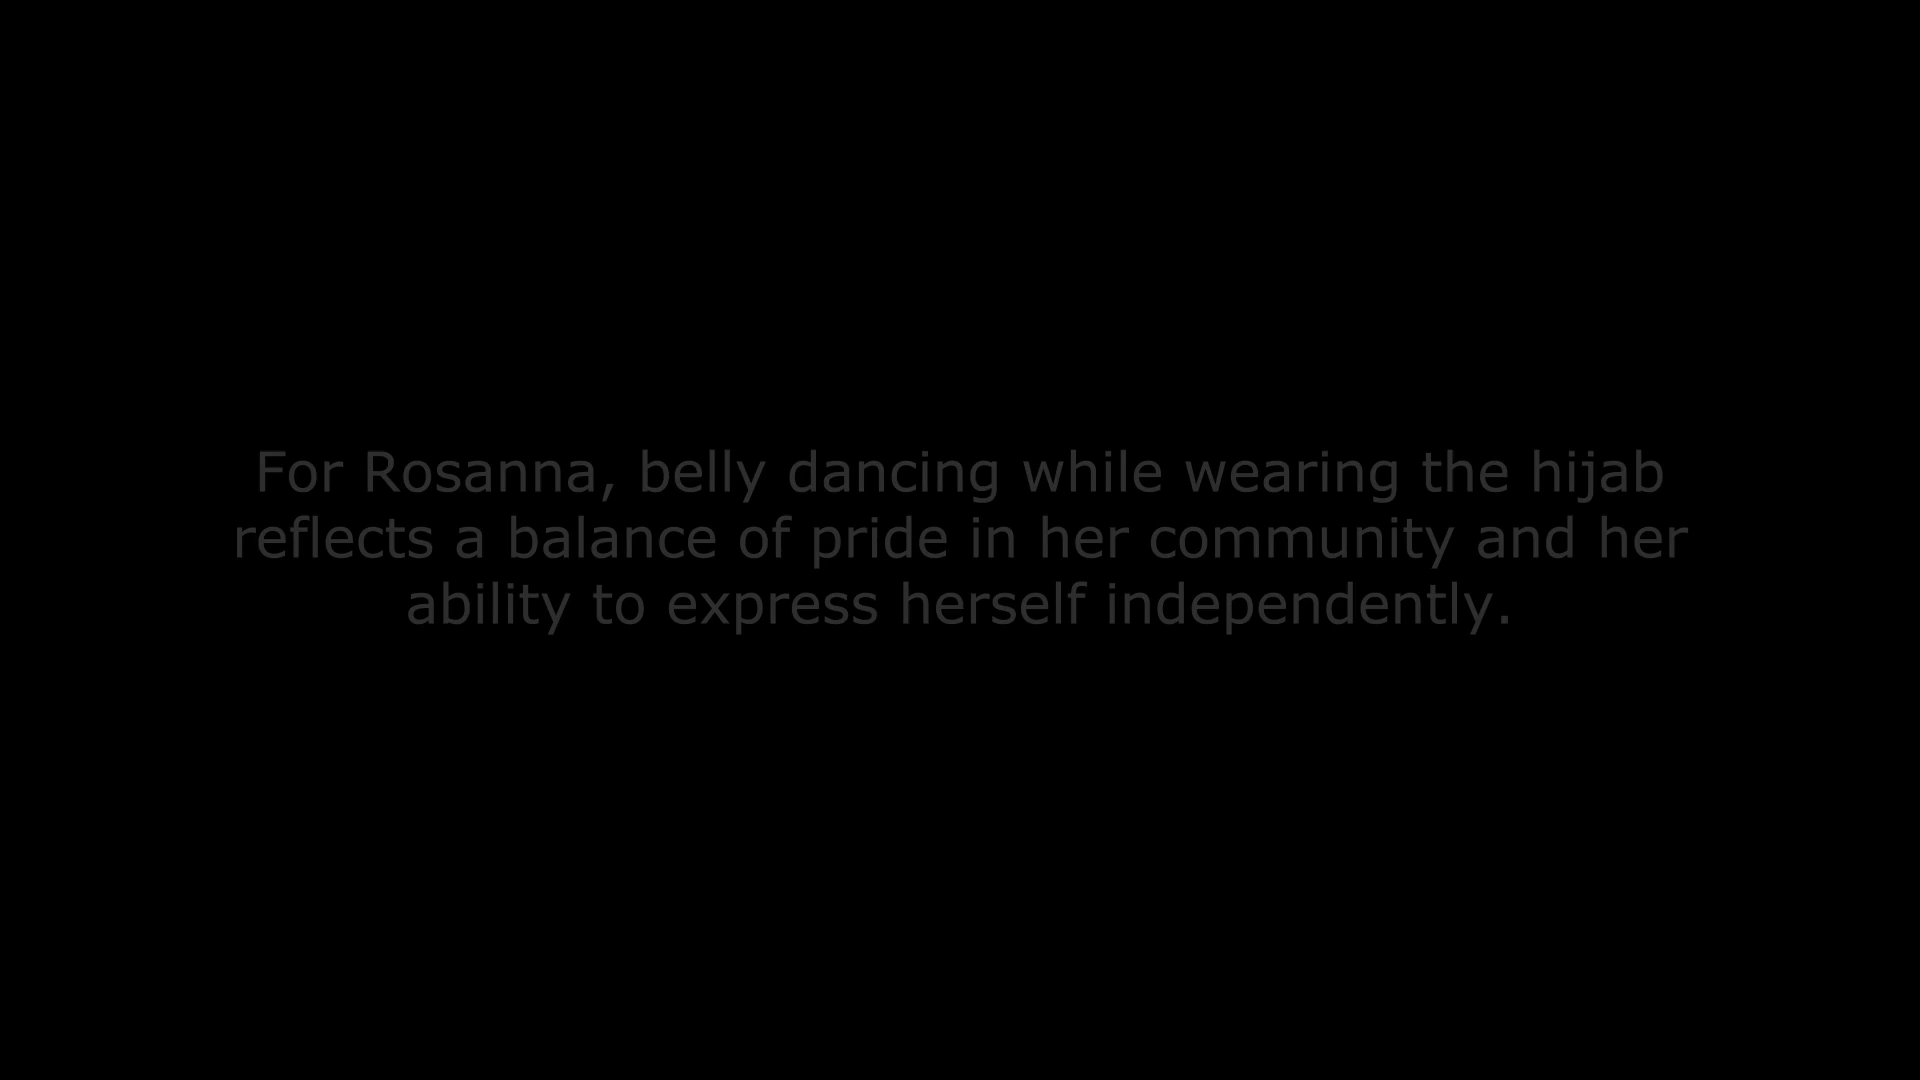 For Rosanna, belly dancing while wearing the hijab
reflects a balance of pride in her community and her
ability to express herself independently.